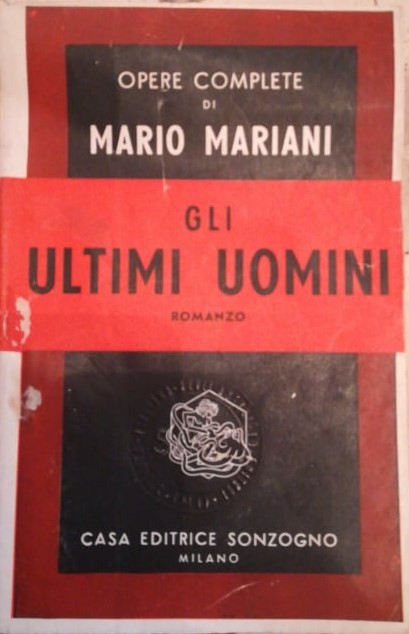 OPERE COMPLETE
DI
MARIO MARIANI
GLI
ULTIMI UOMINI
ROMANZO
CASA EDITRICE SONZOGNO
MILANO